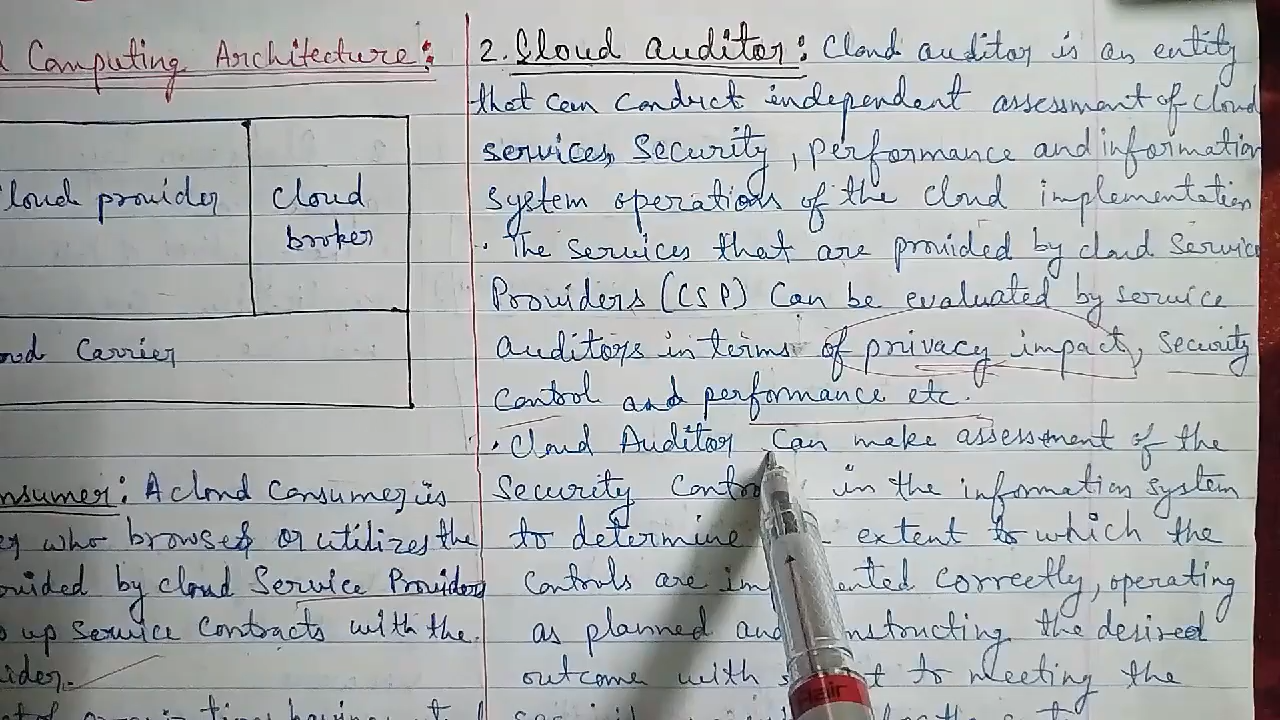 Computing Architecture:
Cloud provider
Cloud
broker
Carrier
Consumer: A cloud Consumer is
who browses or utilizes the
by cloud Service Providers
up service contracts with the
2. Cloud auditor: Cloud auditor is an entity
that can conduct independent assessment of cloud
services, security, performance and information
system operations of the cloud implementation
. The services that are provided by cloud Service
Providers (CSP) Can be evaluated by service
auditors in terms of privacy impact, security
control and performance etc.
. Cloud Auditor Can make assessment of the
Security in the information system
to determine extent to which the
Controls are correctly, operating
as planned and the desired
outcome with to meeting the